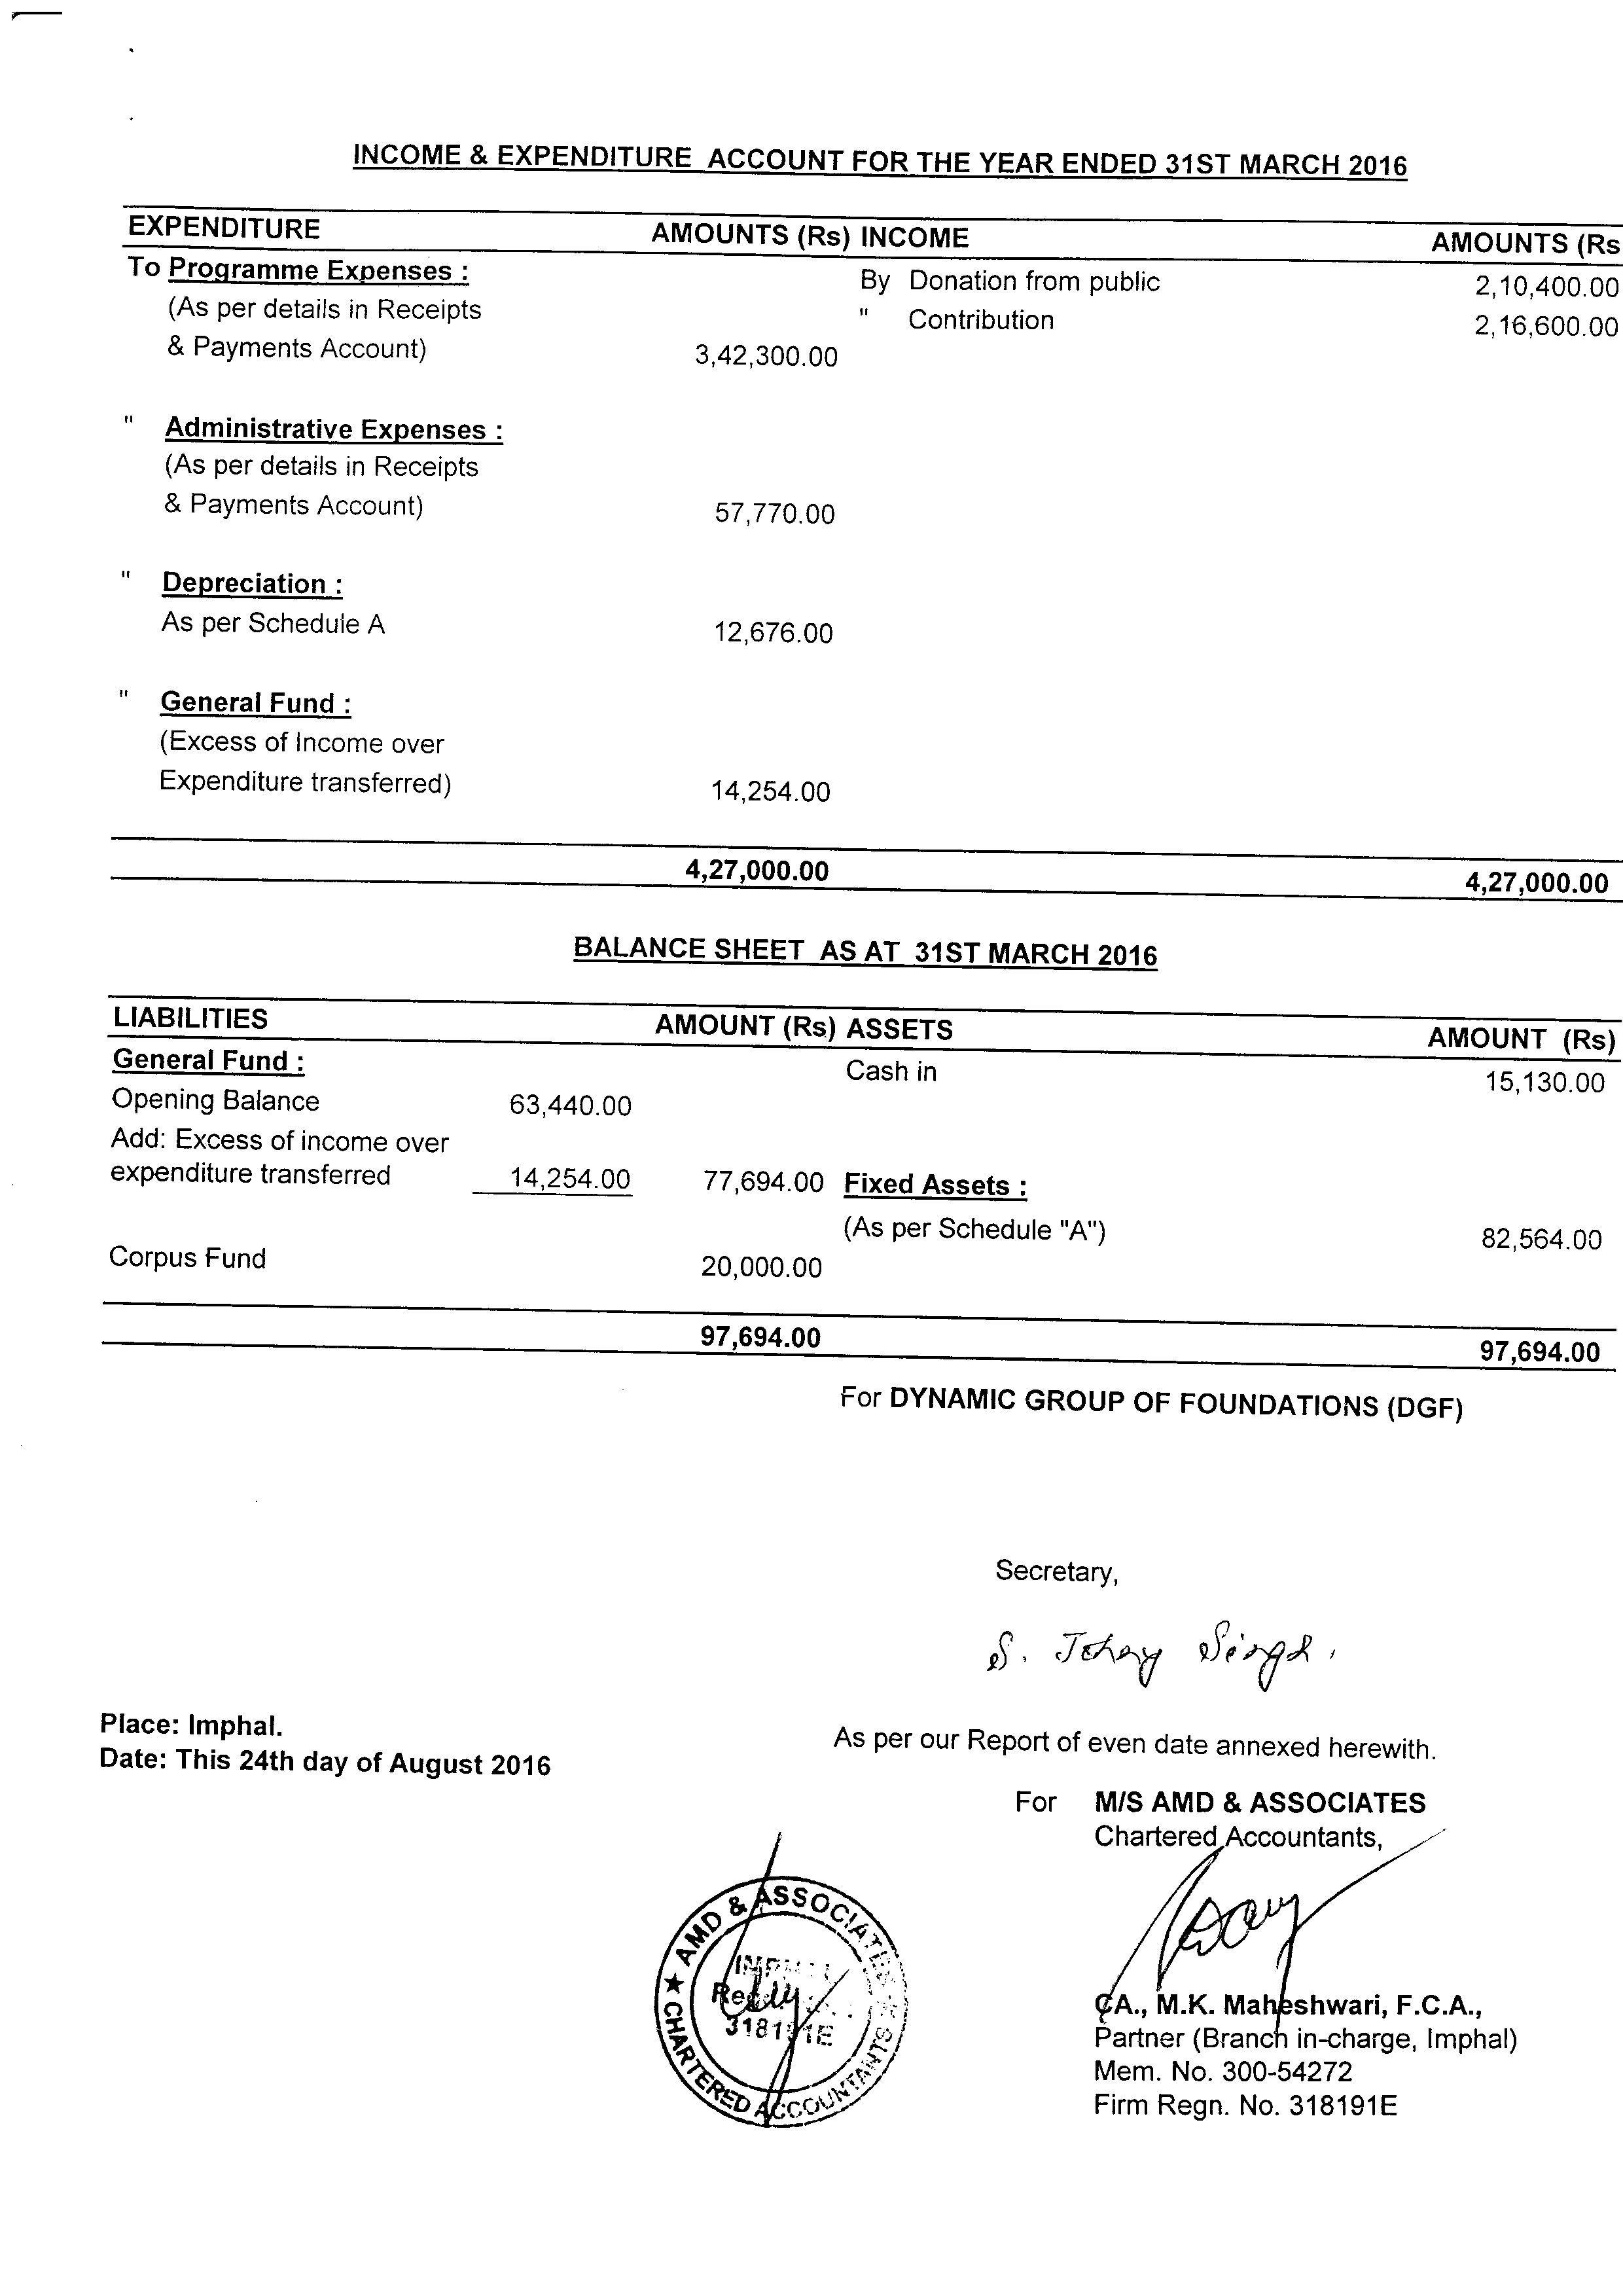 INCOME & EXPENDITURE ACCOUNT FOR THE YEAR ENDED 31ST MARCH 2016
EXPENDITURE AMOUNTS (Rs) INCOME AMOUNTS (Rs
To Programme Expenses : By Donation from public 2,10,400.00
(As per details in Receipts " Contribution 2,16,600.00
& Payments Account) 3,42,300.00
" Administrative Expenses :
(As per details in Receipts
& Payments Account) 57,770.00
" Depreciation :
As per Schedule A 12,676.00
" General Fund :
(Excess of Income over
Expenditure transferred) 14,254.00
4,27,000.00 4,27,000.00
BALANCE SHEET AS AT 31ST MARCH 2016
LIABILITIES AMOUNT (Rs) ASSETS AMOUNT (Rs)
General Fund : Cash in 15,130.00
Opening Balance 63,440.00
Add: Excess of income over
expenditure transferred 14,254.00 77,694.00 Fixed Assets :
(As per Schedule "A") 82,564.00
Corpus Fund 20,000.00
97,694.00 97,694.00
For DYNAMIC GROUP OF FOUNDATIONS (DGF)
Secretary,
S. Singh
Place: Imphal.
Date: This 24th day of August 2016
As per our Report of even date annexed herewith.
For M/S AMD & ASSOCIATES
Chartered Accountants,
AMD & ASSOCIATES
CHARTERED ACCOUNTANTS
318191E
CA., M.K. Maheshwari, F.C.A.,
Partner (Branch in-charge, Imphal)
Mem. No. 300-54272
Firm Regn. No. 318191E